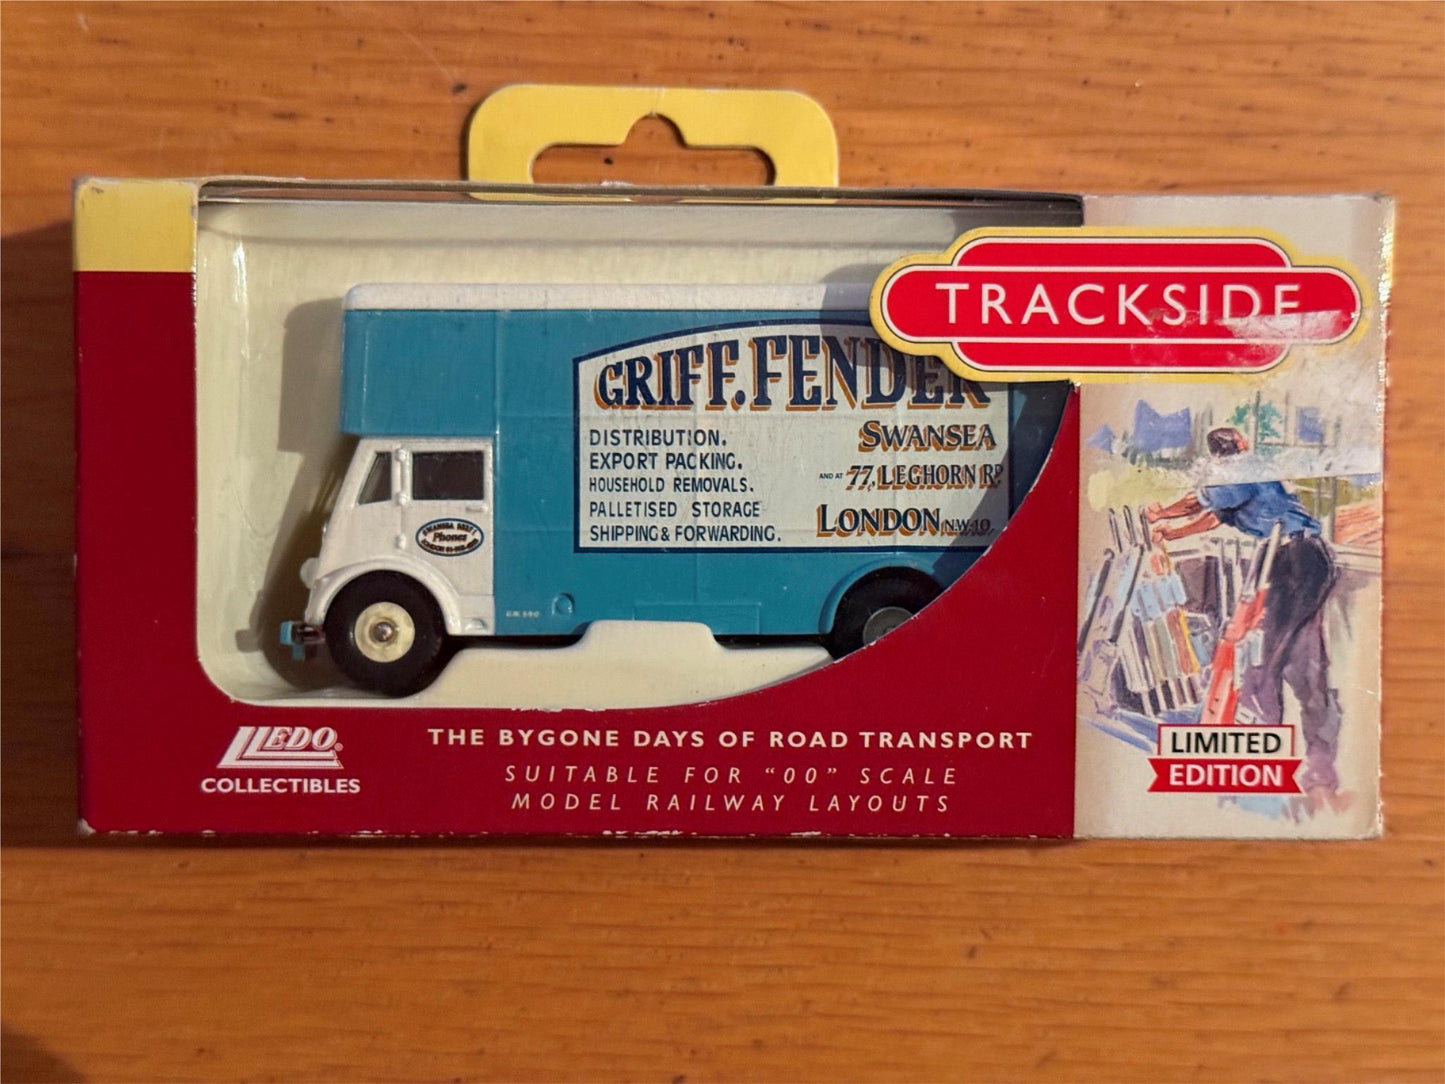 TRACKSIDE
GRIFF. FENDER
SWANSEA
AND AT 77, LEGHORN RD
LONDON N.W.10.
DISTRIBUTION.
EXPORT PACKING.
HOUSEHOLD REMOVALS.
PALLETISED STORAGE
SHIPPING & FORWARDING.
Phones
LLEDO®
COLLECTIBLES
THE BYGONE DAYS OF ROAD TRANSPORT
SUITABLE FOR "00" SCALE
MODEL RAILWAY LAYOUTS
LIMITED
EDITION